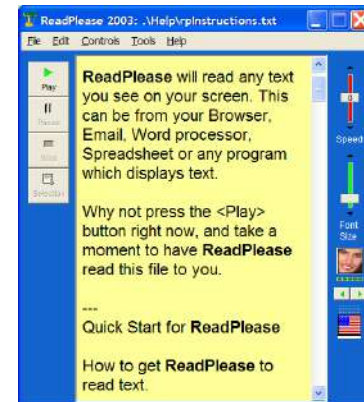 ReadPlease 2003: .\Help\rpInstructions.txt
File Edit Controls Tools Help
Play
Pause
Stop
Selection
Speed
Font
Size
ReadPlease will read any text
you see on your screen. This
can be from your Browser,
Email, Word processor,
Spreadsheet or any program
which displays text.
Why not press the <Play>
button right now, and take a
moment to have ReadPlease
read this file to you.
---
Quick Start for ReadPlease
How to get ReadPlease to
read text.